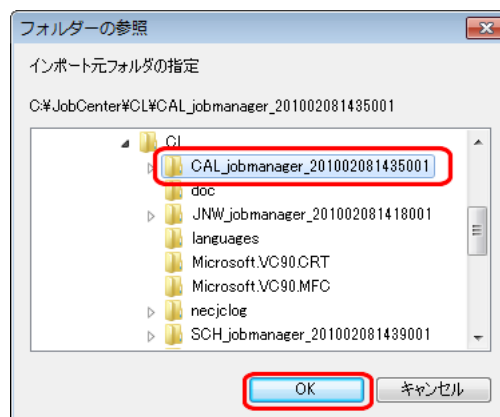 フォルダーの参照
インポート元フォルダの指定
C:¥JobCenter¥CL¥CAL_jobmanager_201002081435001
CL
CAL_jobmanager_201002081435001
doc
JNW_jobmanager_201002081418001
languages
Microsoft.VC90.CRT
Microsoft.VC90.MFC
necjclog
SCH_jobmanager_201002081439001
OK
キャンセル